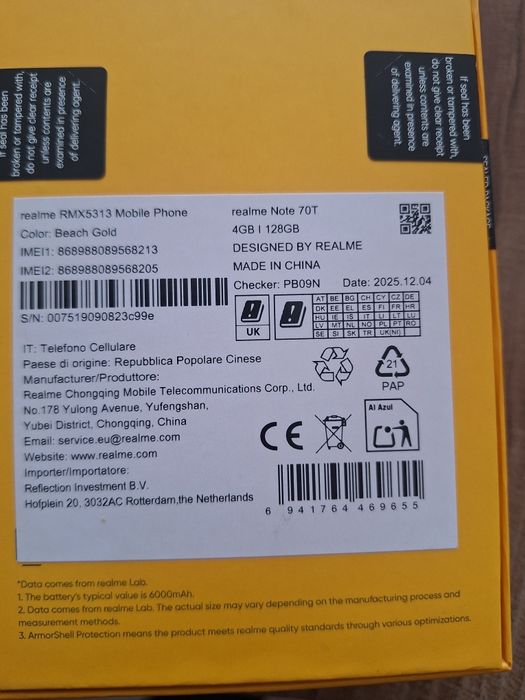 If seal has been
broken or tampered with,
do not give clear receipt
unless contents are
examined in presence
of delivering agent.
If seal has been
broken or tampered with,
do not give clear receipt
unless contents are
examined in presence
of delivering agent.
realme RMX5313 Mobile Phone
Color: Beach Gold
IMEI1: 868988089568213
IMEI2: 868988089568205
S/N: 007519090823c99e
realme Note 70T
4GB | 128GB
DESIGNED BY REALME
MADE IN CHINA
Checker: PB09N Date: 2025.12.04
UK
AT BE BG CH CY CZ DE
DK EE EL ES FI FR HR
HU IE IS IT LI LT LU
LV MT NL NO PL PT RO
SE SI SK TR UK(NI)
IT: Telefono Cellulare
Paese di origine: Repubblica Popolare Cinese
Manufacturer/Produttore:
Realme Chongqing Mobile Telecommunications Corp., Ltd.
No.178 Yulong Avenue, Yufengshan,
Yubei District, Chongqing, China
Email: service.eu@realme.com
Website: www.realme.com
Importer/Importatore:
Reflection Investment B.V.
Hofplein 20, 3032AC Rotterdam,the Netherlands
21
PAP
CE
Al Azul
6 941764 469655
*Data comes from realme Lab.
1. The battery's typical value is 6000mAh.
2. Data comes from realme Lab. The actual size may vary depending on the manufacturing process and
measurement methods.
3. ArmorShell Protection means the product meets realme quality standards through various optimizations.